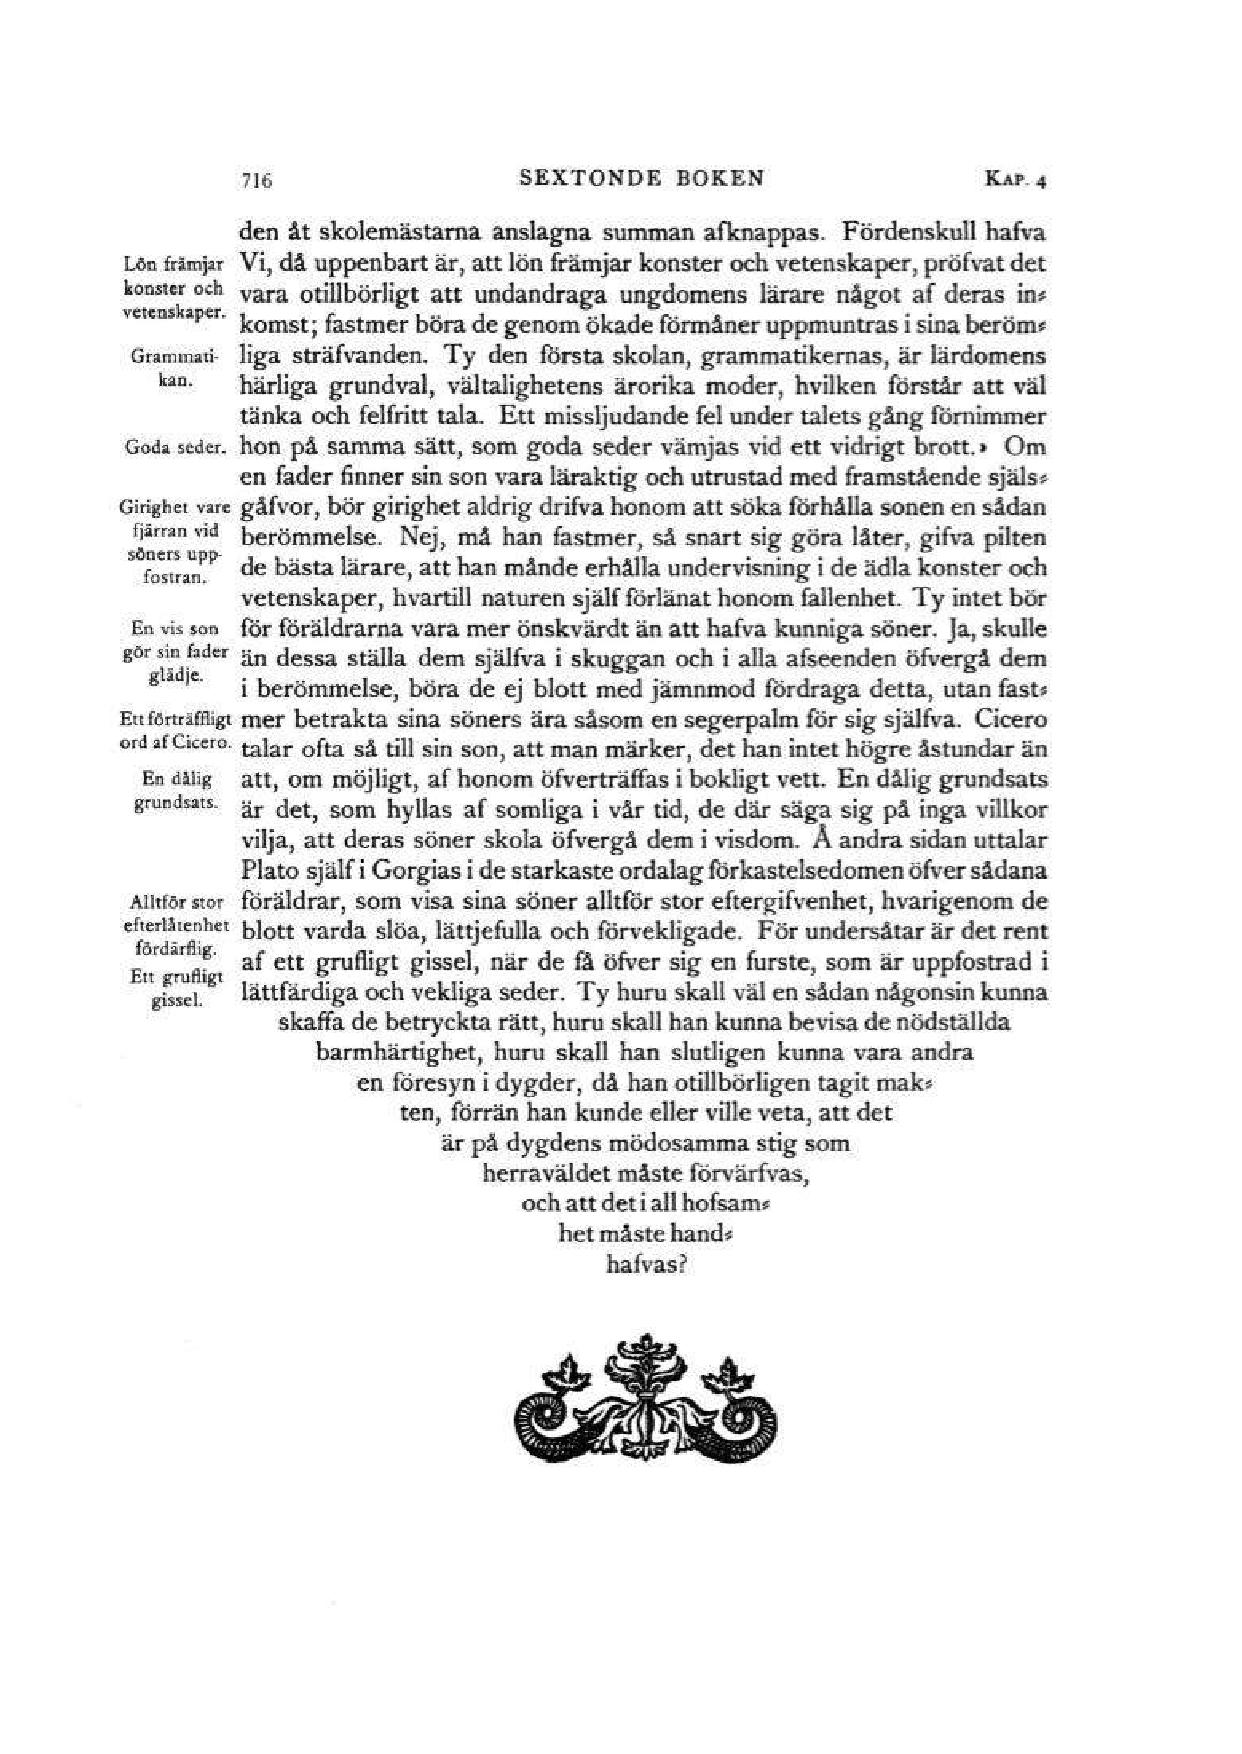 716 SEXTONDE BOKEN KAP. 4
den åt skolemästarna anslagna summan afknappas. Fördenskull hafva
Lön främjar
konster och
vetenskaper.
Vi, då uppenbart är, att lön främjar konster och vetenskaper, pröfvat det
vara otillbörligt att undandraga ungdomens lärare något af deras in⸗
komst; fastmer böra de genom ökade förmåner uppmuntras i sina beröm⸗
Grammati-
kan.
liga sträfvanden. Ty den första skolan, grammatikernas, är lärdomens
härliga grundval, vältalighetens ärorika moder, hvilken förstår att väl
tänka och felfritt tala. Ett missljudande fel under talets gång förnimmer
Goda seder.
hon på samma sätt, som goda seder vämjas vid ett vidrigt brott.» Om
en fader finner sin son vara läraktig och utrustad med framstående själs⸗
Girighet vare
fjärran vid
söners upp-
fostran.
gåfvor, bör girighet aldrig drifva honom att söka förhålla sonen en sådan
berömmelse. Nej, må han fastmer, så snart sig göra låter, gifva pilten
de bästa lärare, att han månde erhålla undervisning i de ädla konster och
vetenskaper, hvartill naturen själf förlänat honom fallenhet. Ty intet bör
En vis son
gör sin fader
glädje.
för föräldrarna vara mer önskvärdt än att hafva kunniga söner. Ja, skulle
än dessa ställa dem själfva i skuggan och i alla afseenden öfvergå dem
i berömmelse, böra de ej blott med jämnmod fördraga detta, utan fast⸗
Ett förträffligt
ord af Cicero.
mer betrakta sina söners ära såsom en segerpalm för sig själfva. Cicero
talar ofta så till sin son, att man märker, det han intet högre åstundar än
En dålig
grundsats.
att, om möjligt, af honom öfverträffas i bokligt vett. En dålig grundsats
är det, som hyllas af somliga i vår tid, de där säga sig på inga villkor
vilja, att deras söner skola öfvergå dem i visdom. Å andra sidan uttalar
Plato själf i Gorgias i de starkaste ordalag förkastelsedomen öfver sådana
Alltför stor
efterlåtenhet
fördärflig.
föräldrar, som visa sina söner alltför stor eftergifvenhet, hvarigenom de
blott varda slöa, lättjefulla och förvekligade. För undersåtar är det rent
Ett grufligt
gissel.
af ett grufligt gissel, när de få öfver sig en furste, som är uppfostrad i
lättfärdiga och vekliga seder. Ty huru skall väl en sådan någonsin kunna
skaffa de betryckta rätt, huru skall han kunna bevisa de nödställda
barmhärtighet, huru skall han slutligen kunna vara andra
en föresyn i dygder, då han otillbörligen tagit mak⸗
ten, förrän han kunde eller ville veta, att det
är på dygdens mödosamma stig som
herraväldet måste förvärfvas,
och att det i all hofsam⸗
het måste hand⸗
hafvas?